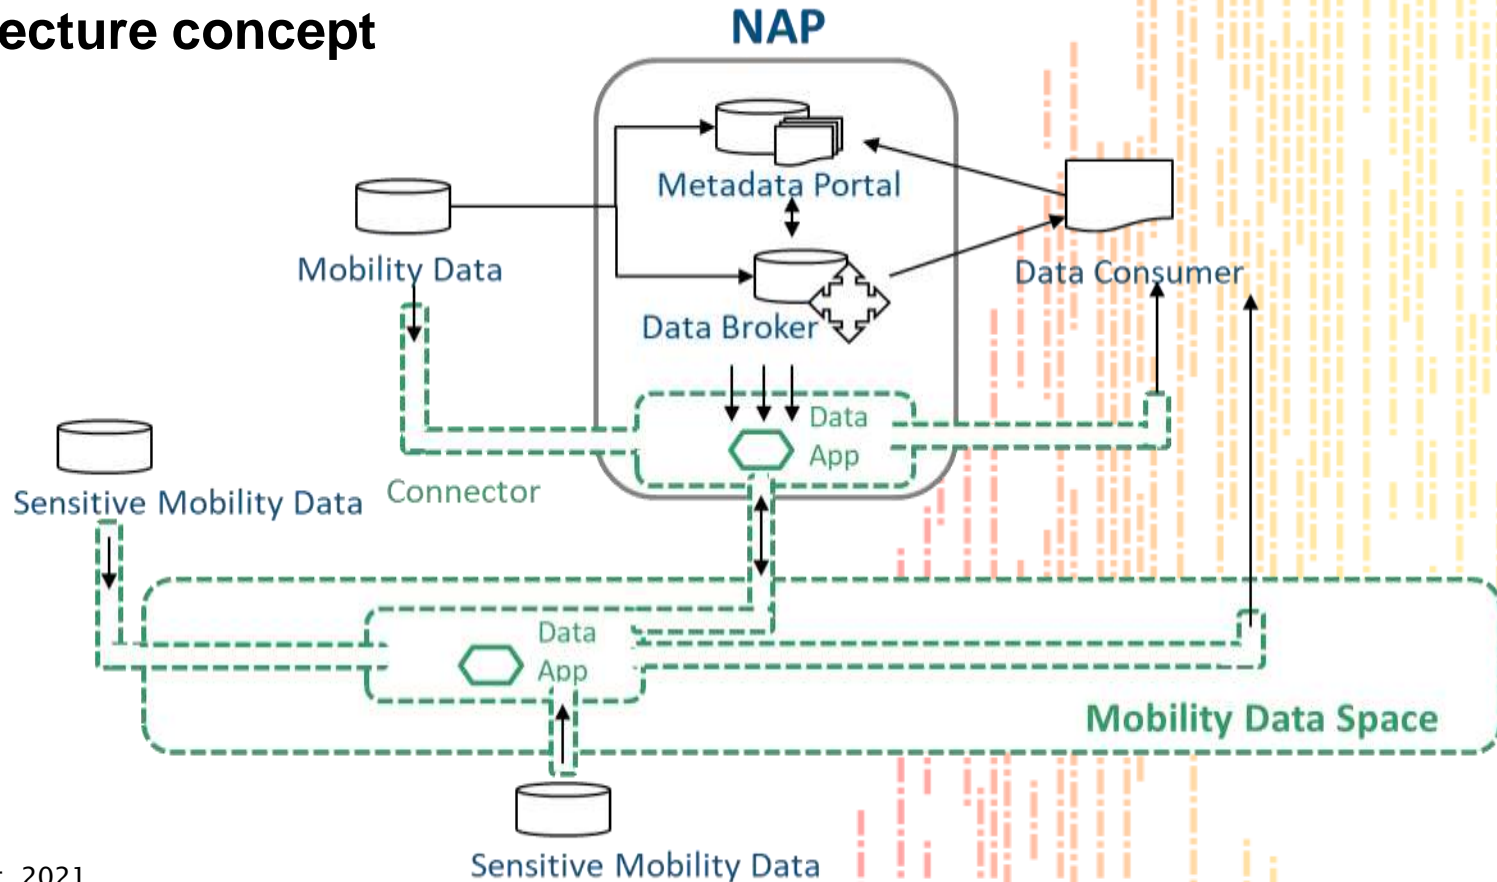 ecture concept
NAP
Metadata Portal
Mobility Data
Data Consumer
Data Broker
Data
App
Connector
Sensitive Mobility Data
Data
App
Mobility Data Space
Sensitive Mobility Data
2021